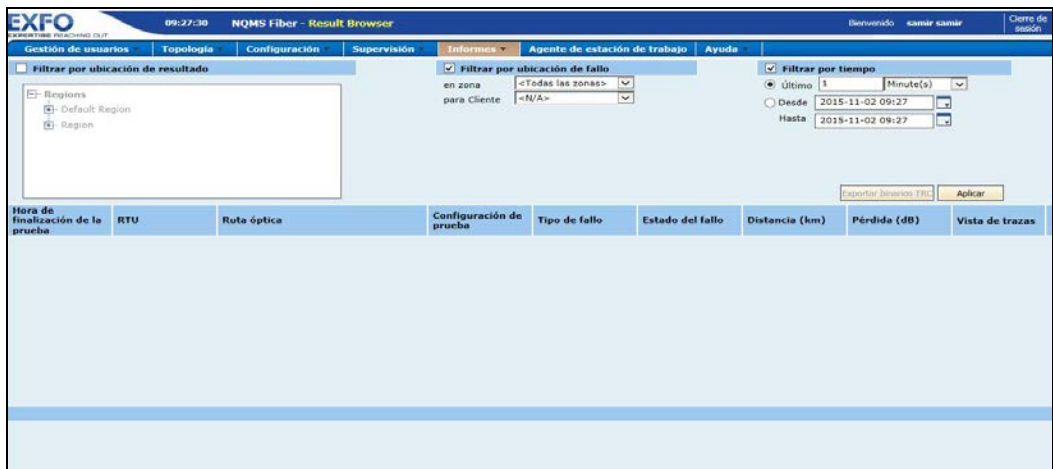 EXFO
EXPERTISE REACHING OUT
09:27:30 NQMS Fiber - Result Browser Bienvenido samir samir Cierre de sesión
Gestión de usuarios Topología Configuración Supervisión Informes Agente de estación de trabajo Ayuda
Filtrar por ubicación de resultado
Regions
Default Region
Region
Filtrar por ubicación de fallo
en zona <Todas las zonas>
para Cliente <N/A>
Filtrar por tiempo
Último 1 Minute(s)
Desde 2015-11-02 09:27
Hasta 2015-11-02 09:27
Exportar binarios TRC Aplicar
Hora de finalización de la prueba RTU Ruta óptica Configuración de prueba Tipo de fallo Estado del fallo Distancia (km) Pérdida (dB) Vista de trazas